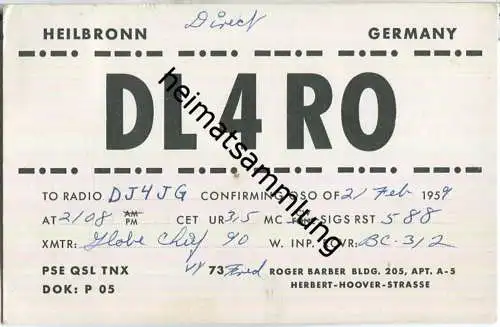 Direct
HEILBRONN GERMANY
DL4RO
TO RADIO DJ4JG CONFIRMING QSO OF 21 Feb 1959
AT 2108 AM PM CET UR 3,5 MC SIGS RST 588
XMTR: Globe Chief 90 W. INP. RCVR: BC-312
PSE QSL TNX VY 73 Fred ROGER BARBER BLDG. 205, APT. A-5
DOK: P 05 HERBERT-HOOVER-STRASSE
heimatsammlung.de